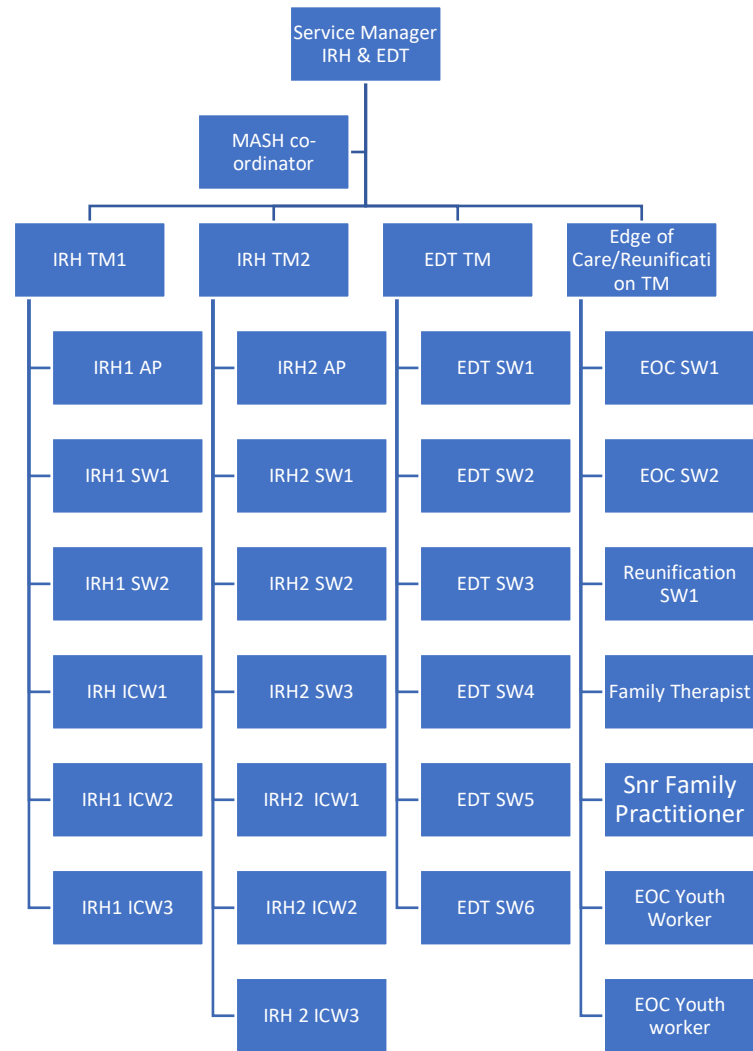 Service Manager
IRH & EDT
MASH co-
ordinator
IRH TM1
IRH TM2
EDT TM
Edge of
Care/Reunificati
on TM
IRH1 AP
IRH2 AP
EDT SW1
EOC SW1
IRH1 SW1
IRH2 SW1
EDT SW2
EOC SW2
IRH1 SW2
IRH2 SW2
EDT SW3
Reunification
SW1
IRH ICW1
IRH2 SW3
EDT SW4
Family Therapist
IRH1 ICW2
IRH2  ICW1
EDT SW5
Snr Family
Practitioner
IRH1 ICW3
IRH2 ICW2
EDT SW6
EOC Youth
Worker
IRH 2 ICW3
EOC Youth
worker